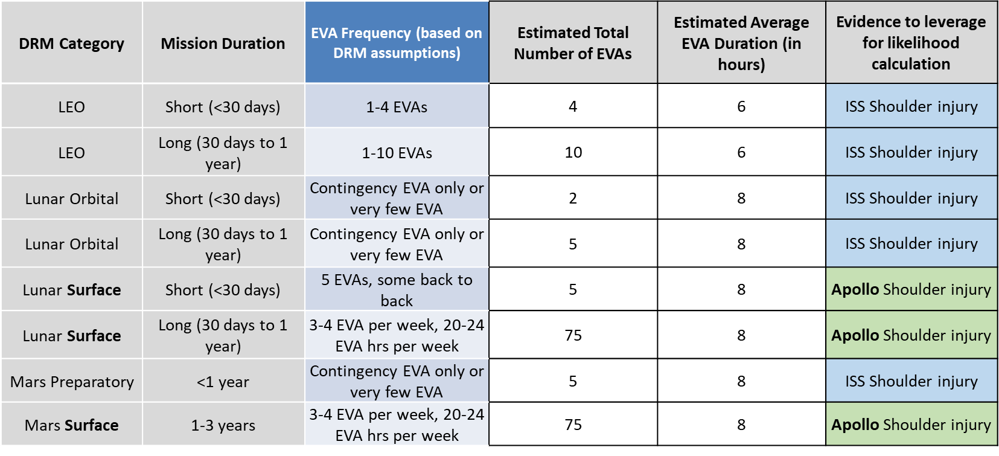 DRM Category
Mission Duration
EVA Frequency (based on
DRM assumptions)
Estimated Total
Number of EVAs
Estimated Average
EVA Duration (in
hours)
Evidence to leverage
for likelihood
calculation
LEO
Short (<30 days)
1-4 EVAs
4
6
ISS Shoulder injury
LEO
Long (30 days to 1
year)
1-10 EVAs
10
6
ISS Shoulder injury
Lunar Orbital
Short (<30 days)
Contingency EVA only or
very few EVA
2
8
ISS Shoulder injury
Lunar Orbital
Long (30 days to 1
year)
Contingency EVA only or
very few EVA
5
8
ISS Shoulder injury
Lunar Surface
Short (<30 days)
5 EVAs, some back to
back
5
8
Apollo Shoulder injury
Lunar Surface
Long (30 days to 1
year)
3-4 EVA per week, 20-24
EVA hrs per week
75
8
Apollo Shoulder injury
Mars Preparatory
<1 year
Contingency EVA only or
very few EVA
5
8
ISS Shoulder injury
Mars Surface
1-3 years
3-4 EVA per week, 20-24
EVA hrs per week
75
8
Apollo Shoulder injury